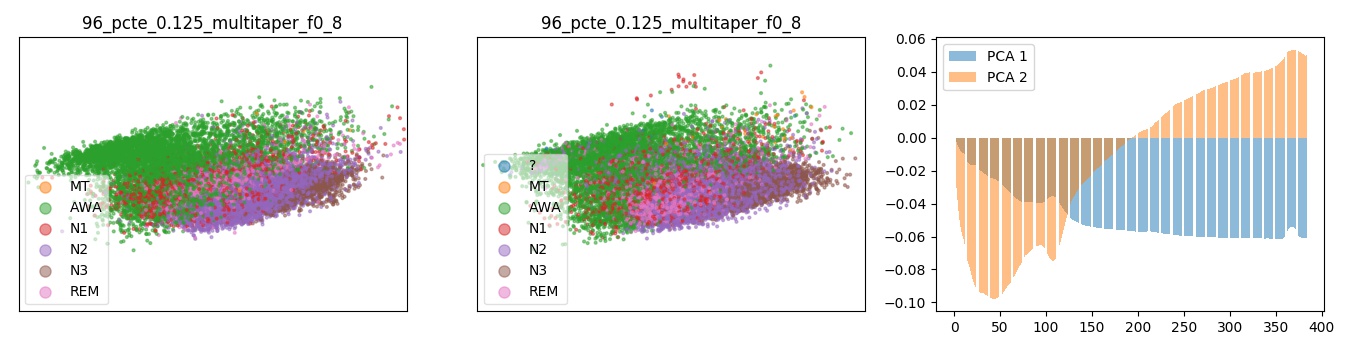 96_pcte_0.125_multitaper_f0_8
MT
AWA
N1
N2
N3
REM
96_pcte_0.125_multitaper_f0_8
?
MT
AWA
N1
N2
N3
REM
PCA 1
PCA 2
0.06
0.04
0.02
0.00
−0.02
−0.04
−0.06
−0.08
−0.10
0 50 100 150 200 250 300 350 400